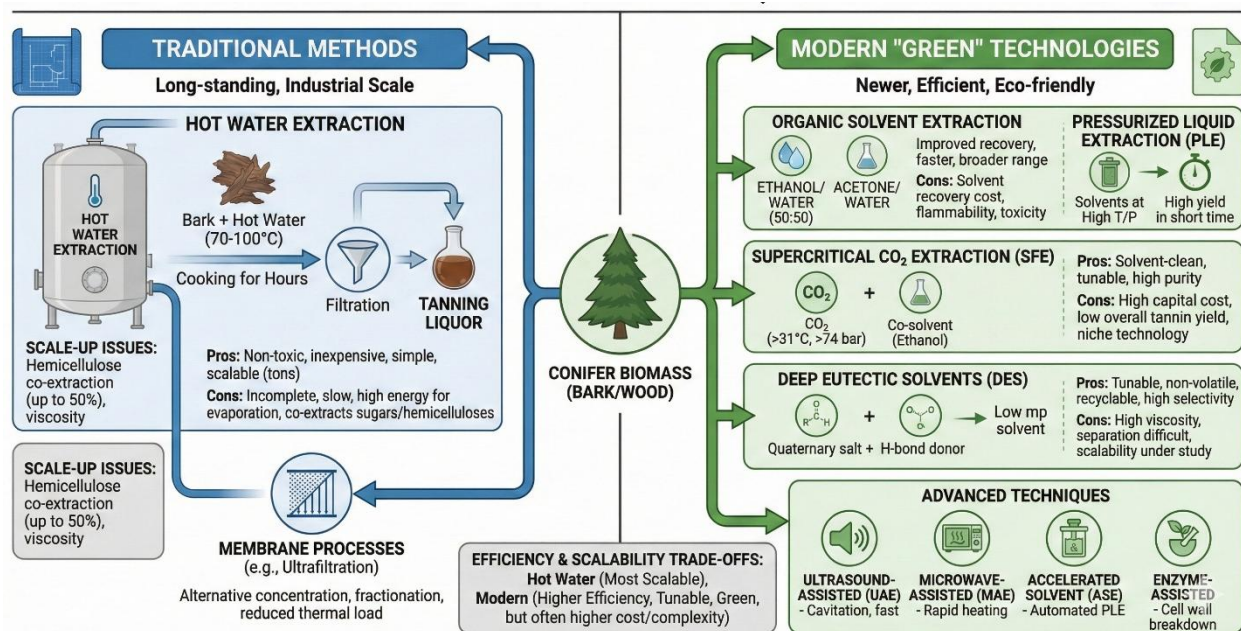 TRADITIONAL METHODS
Long-standing, Industrial Scale
HOT WATER EXTRACTION
HOT
WATER
EXTRACTION
Bark + Hot Water
(70-100°C)
Cooking for Hours
Filtration
TANNING
LIQUOR
SCALE-UP ISSUES:
Hemicellulose
co-extraction
(up to 50%),
viscosity
Pros: Non-toxic, inexpensive, simple,
scalable (tons)
Cons: Incomplete, slow, high energy for
evaporation, co-extracts sugars/hemicelluloses
SCALE-UP ISSUES:
Hemicellulose
co-extraction
(up to 50%),
viscosity
MEMBRANE PROCESSES
(e.g., Ultrafiltration)
Alternative concentration, fractionation,
reduced thermal load
CONIFER BIOMASS
(BARK/WOOD)
EFFICIENCY & SCALABILITY TRADE-OFFS:
Hot Water (Most Scalable),
Modern (Higher Efficiency, Tunable, Green,
but often higher cost/complexity)
MODERN "GREEN" TECHNOLOGIES
Newer, Efficient, Eco-friendly
ORGANIC SOLVENT EXTRACTION
ETHANOL/
WATER
(50:50)
ACETONE/
WATER
Improved recovery,
faster, broader range
Cons: Solvent
recovery cost,
flammability, toxicity
PRESSURIZED LIQUID
EXTRACTION (PLE)
Solvents at
High T/P
High yield
in short time
SUPERCRITICAL CO₂ EXTRACTION (SFE)
CO₂
+
CO₂
(>31°C, >74 bar)
Co-solvent
(Ethanol)
Pros: Solvent-clean,
tunable, high purity
Cons: High capital cost,
low overall tannin yield,
niche technology
DEEP EUTECTIC SOLVENTS (DES)
+
Quaternary salt + H-bond donor
Low mp
solvent
Pros: Tunable, non-volatile,
recyclable, high selectivity
Cons: High viscosity,
separation difficult,
scalability under study
ADVANCED TECHNIQUES
ULTRASOUND-
ASSISTED (UAE)
- Cavitation, fast
MICROWAVE-
ASSISTED (MAE)
- Rapid heating
&
ACCELERATED
SOLVENT (ASE)
- Automated PLE
ENZYME-
ASSISTED
- Cell wall
breakdown